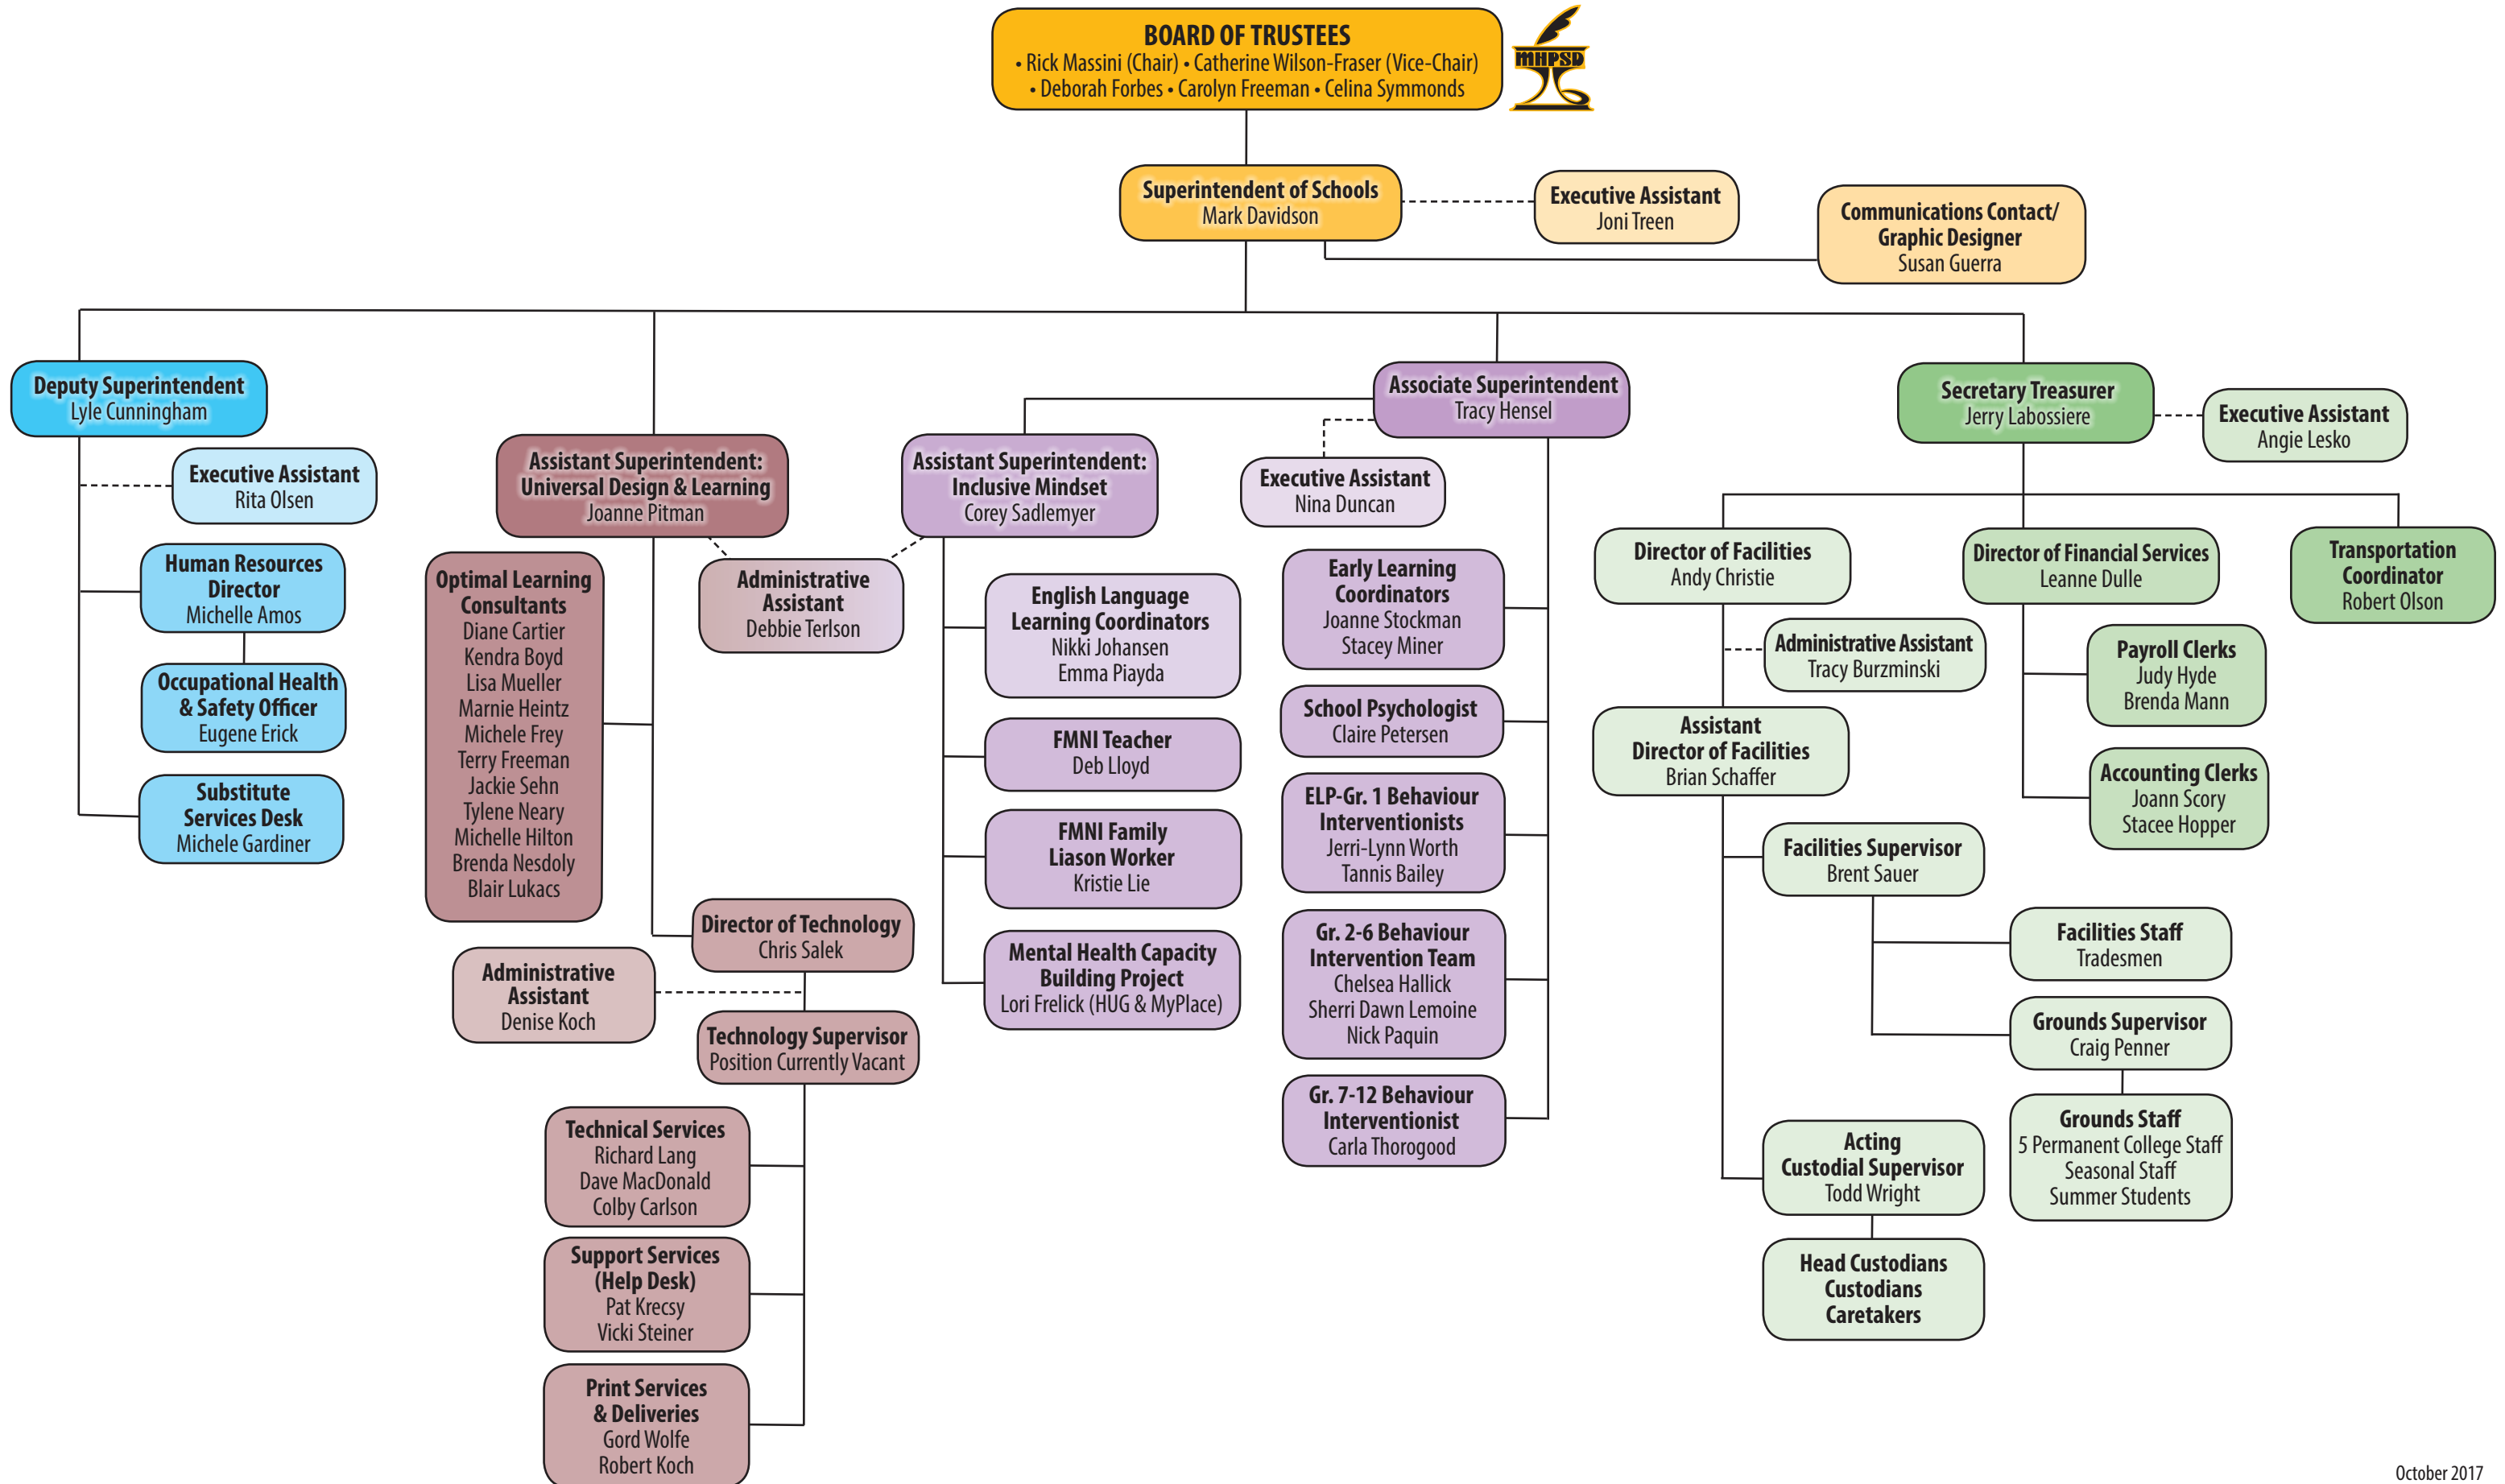 BOARD OF TRUSTEES
• Rick Massini (Chair) • Catherine Wilson-Fraser (Vice-Chair)
• Deborah Forbes • Carolyn Freeman • Celina Symmonds
MHPSD
Superintendent of Schools
Mark Davidson
Executive Assistant
Joni Treen
Communications Contact/
Graphic Designer
Susan Guerra
Deputy Superintendent
Lyle Cunningham
Executive Assistant
Rita Olsen
Human Resources
Director
Michelle Amos
Occupational Health
& Safety Officer
Eugene Erick
Substitute
Services Desk
Michele Gardiner
Assistant Superintendent:
Universal Design & Learning
Joanne Pitman
Optimal Learning
Consultants
Diane Cartier
Kendra Boyd
Lisa Mueller
Marnie Heintz
Michele Frey
Terry Freeman
Jackie Sehn
Tylene Neary
Michelle Hilton
Brenda Nesdoly
Blair Lukacs
Administrative
Assistant
Debbie Terlson
Director of Technology
Chris Salek
Administrative
Assistant
Denise Koch
Technology Supervisor
Position Currently Vacant
Technical Services
Richard Lang
Dave MacDonald
Colby Carlson
Support Services
(Help Desk)
Pat Krecsy
Vicki Steiner
Print Services
& Deliveries
Gord Wolfe
Robert Koch
Associate Superintendent
Tracy Hensel
Assistant Superintendent:
Inclusive Mindset
Corey Sadlemyer
Executive Assistant
Nina Duncan
English Language
Learning Coordinators
Nikki Johansen
Emma Piayda
FMNI Teacher
Deb Lloyd
FMNI Family
Liason Worker
Kristie Lie
Mental Health Capacity
Building Project
Lori Frelick (HUG & MyPlace)
Early Learning
Coordinators
Joanne Stockman
Stacey Miner
School Psychologist
Claire Petersen
ELP-Gr. 1 Behaviour
Interventionists
Jerri-Lynn Worth
Tannis Bailey
Gr. 2-6 Behaviour
Intervention Team
Chelsea Hallick
Sherri Dawn Lemoine
Nick Paquin
Gr. 7-12 Behaviour
Interventionist
Carla Thorogood
Secretary Treasurer
Jerry Labossiere
Executive Assistant
Angie Lesko
Director of Facilities
Andy Christie
Director of Financial Services
Leanne Dulle
Transportation
Coordinator
Robert Olson
Administrative Assistant
Tracy Burzminski
Payroll Clerks
Judy Hyde
Brenda Mann
Assistant
Director of Facilities
Brian Schaffer
Accounting Clerks
Joann Scory
Stacee Hopper
Facilities Supervisor
Brent Sauer
Facilities Staff
Tradesmen
Grounds Supervisor
Craig Penner
Grounds Staff
5 Permanent College Staff
Seasonal Staff
Summer Students
Acting
Custodial Supervisor
Todd Wright
Head Custodians
Custodians
Caretakers
October 2017